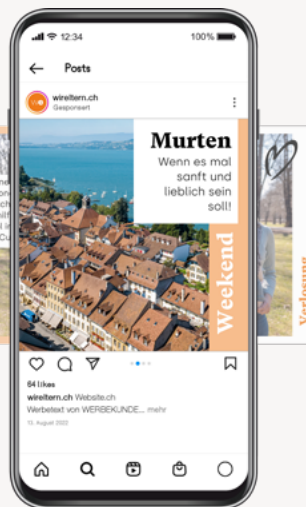 12:34
100%
Posts
wireltern.ch
Gesponsert
Murten
Wenn es mal
sanft und
lieblich sein
soll!
Weekend
Verlosung
64 likes
wireltern.ch Website.ch
Werbetext von WERBEKUNDE... mehr
15. August 2022